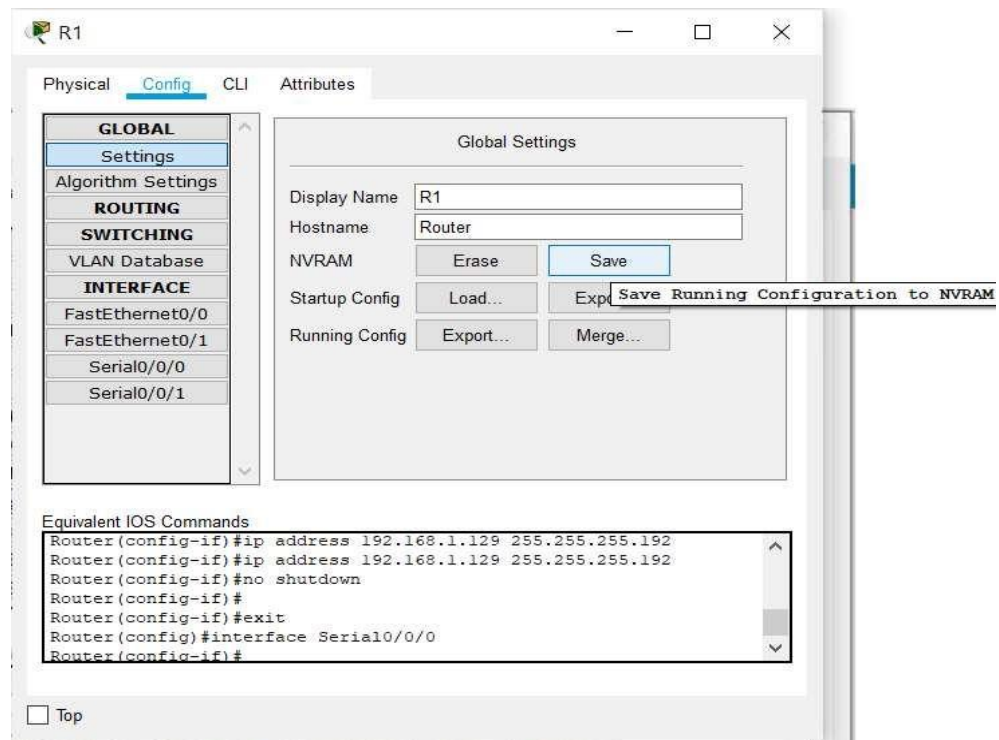 R1
Physical Config CLI Attributes
GLOBAL
Settings
Algorithm Settings
ROUTING
SWITCHING
VLAN Database
INTERFACE
FastEthernet0/0
FastEthernet0/1
Serial0/0/0
Serial0/0/1
Global Settings
Display Name R1
Hostname Router
NVRAM Erase Save
Startup Config Load...
Save Running Configuration to NVRAM
Running Config Export... Merge...
Equivalent IOS Commands
Router(config-if)#ip address 192.168.1.129 255.255.255.192
Router(config-if)#ip address 192.168.1.129 255.255.255.192
Router(config-if)#no shutdown
Router(config-if)#
Router(config-if)#exit
Router(config)#interface Serial0/0/0
Router(config-if)#
Top